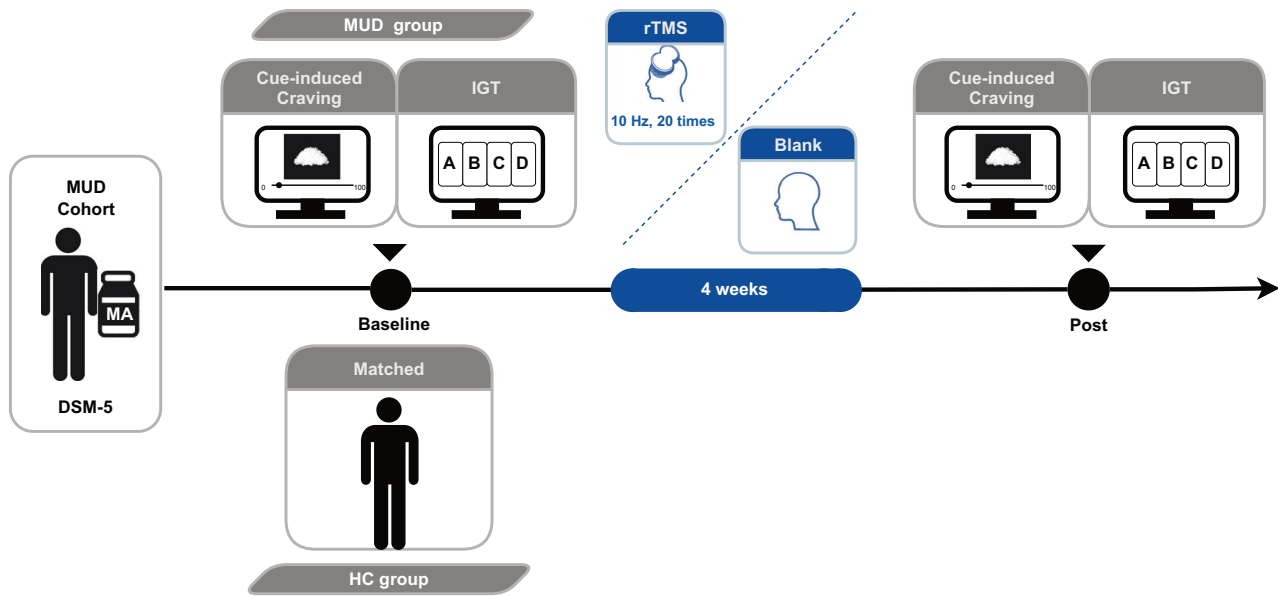 MUD group
Cue-induced
Craving
IGT
0
100
A B C D
rTMS
10 Hz, 20 times
Blank
Cue-induced
Craving
IGT
0
100
A B C D
MUD
Cohort
MA
DSM-5
Baseline
4 weeks
Post
Matched
HC group